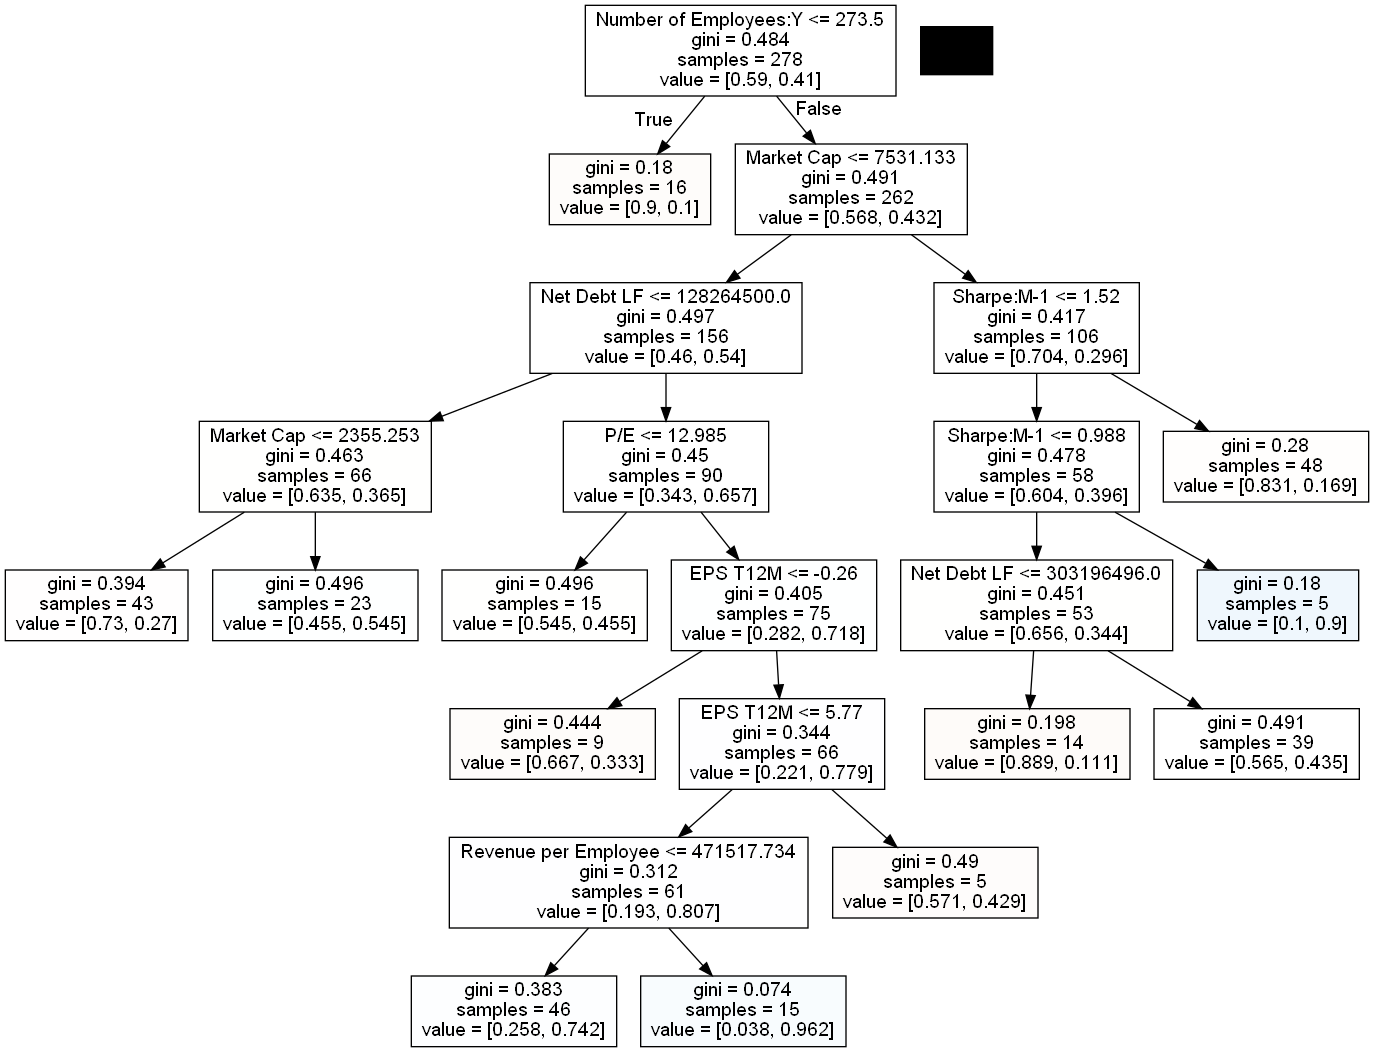 Number of Employees:Y <= 273.5
gini = 0.484
samples = 278
value = [0.59, 0.41]
True
False
gini = 0.18
samples = 16
value = [0.9, 0.1]
Market Cap <= 7531.133
gini = 0.491
samples = 262
value = [0.568, 0.432]
Net Debt LF <= 128264500.0
gini = 0.497
samples = 156
value = [0.46, 0.54]
Sharpe:M-1 <= 1.52
gini = 0.417
samples = 106
value = [0.704, 0.296]
Market Cap <= 2355.253
gini = 0.463
samples = 66
value = [0.635, 0.365]
P/E <= 12.985
gini = 0.45
samples = 90
value = [0.343, 0.657]
Sharpe:M-1 <= 0.988
gini = 0.478
samples = 58
value = [0.604, 0.396]
gini = 0.28
samples = 48
value = [0.831, 0.169]
gini = 0.394
samples = 43
value = [0.73, 0.27]
gini = 0.496
samples = 23
value = [0.455, 0.545]
gini = 0.496
samples = 15
value = [0.545, 0.455]
EPS T12M <= -0.26
gini = 0.405
samples = 75
value = [0.282, 0.718]
Net Debt LF <= 303196496.0
gini = 0.451
samples = 53
value = [0.656, 0.344]
gini = 0.18
samples = 5
value = [0.1, 0.9]
gini = 0.444
samples = 9
value = [0.667, 0.333]
EPS T12M <= 5.77
gini = 0.344
samples = 66
value = [0.221, 0.779]
gini = 0.198
samples = 14
value = [0.889, 0.111]
gini = 0.491
samples = 39
value = [0.565, 0.435]
Revenue per Employee <= 471517.734
gini = 0.312
samples = 61
value = [0.193, 0.807]
gini = 0.49
samples = 5
value = [0.571, 0.429]
gini = 0.383
samples = 46
value = [0.258, 0.742]
gini = 0.074
samples = 15
value = [0.038, 0.962]